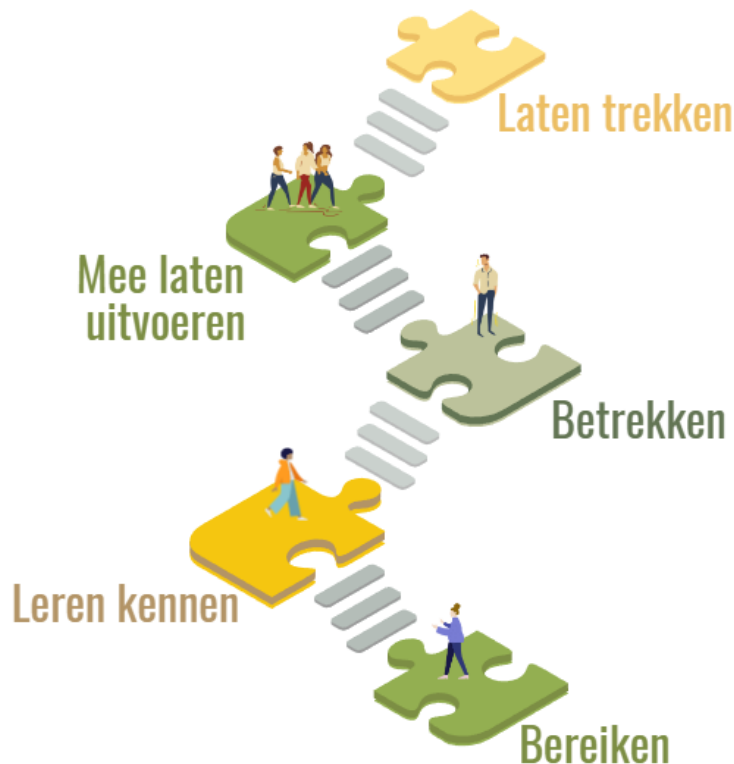 Laten trekken
Mee laten
uitvoeren
Betrekken
Leren kennen
Bereiken